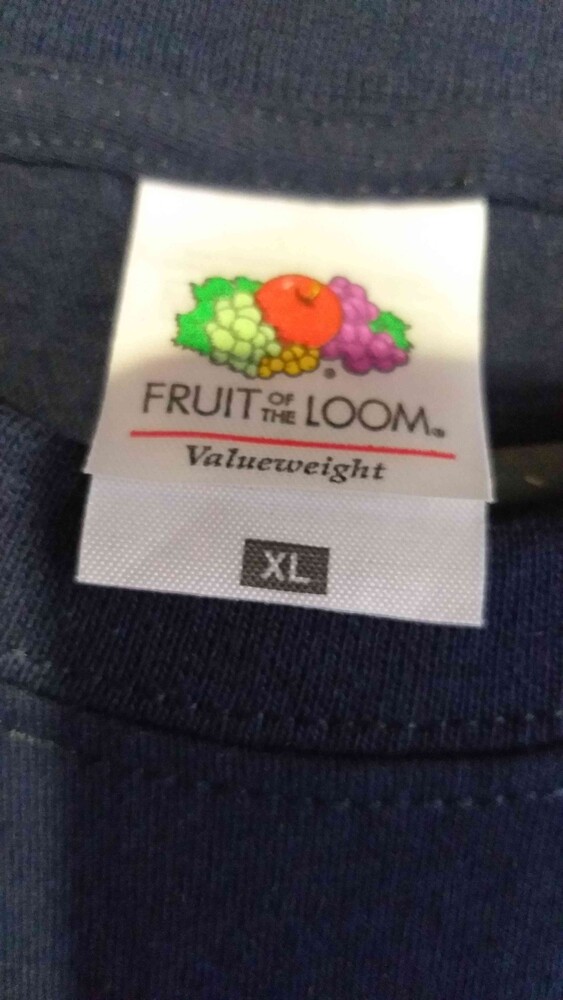 FRUIT OF THE LOOM®
Valueweight
XL